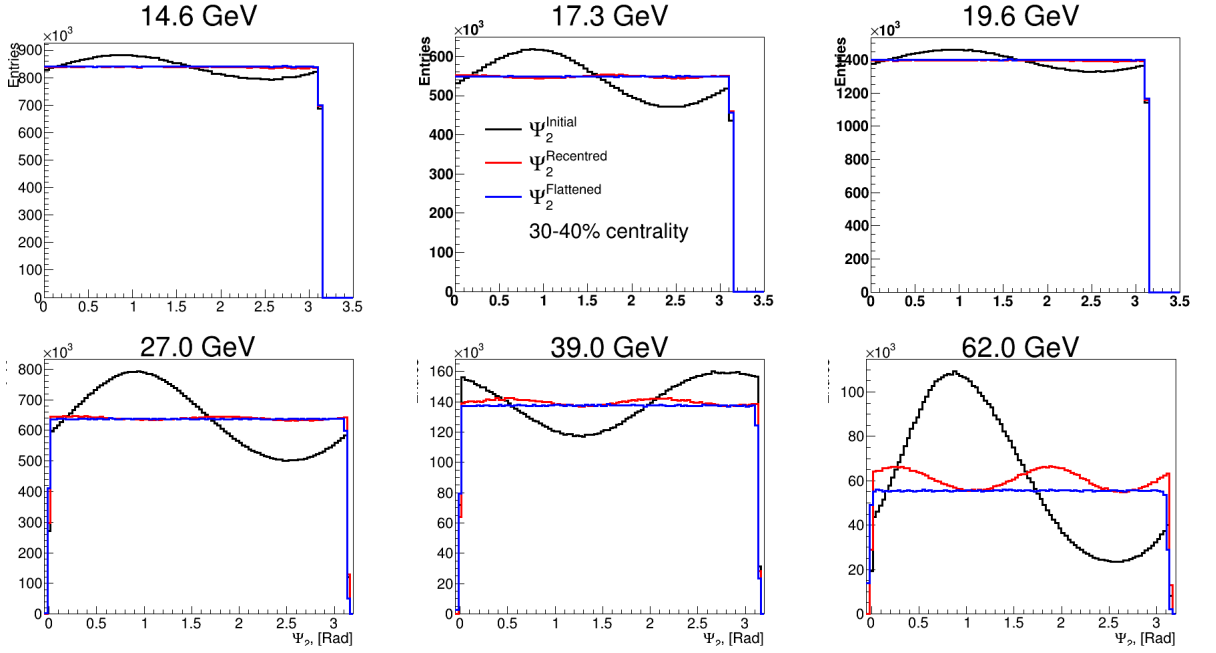 14.6 GeV
17.3 GeV
19.6 GeV
×10³
×10³
×10³
Entries
Entries
Entries
900
800
700
600
500
400
300
200
100
0
0 0.5 1 1.5 2 2.5 3 3.5
600
500
400
300
200
100
0
0 0.5 1 1.5 2 2.5 3 3.5
Ψ₂^Initial
Ψ₂^Recentred
Ψ₂^Flattened
30-40% centrality
1400
1200
1000
800
600
400
200
0
0 0.5 1 1.5 2 2.5 3 3.5
27.0 GeV
39.0 GeV
62.0 GeV
×10³
×10³
×10³
800
700
600
500
400
300
200
100
0
0 0.5 1 1.5 2 2.5 3
Ψ₂, [Rad]
160
140
120
100
80
60
40
20
0
0 0.5 1 1.5 2 2.5 3
Ψ₂, [Rad]
100
80
60
40
20
0
0 0.5 1 1.5 2 2.5 3
Ψ₂, [Rad]